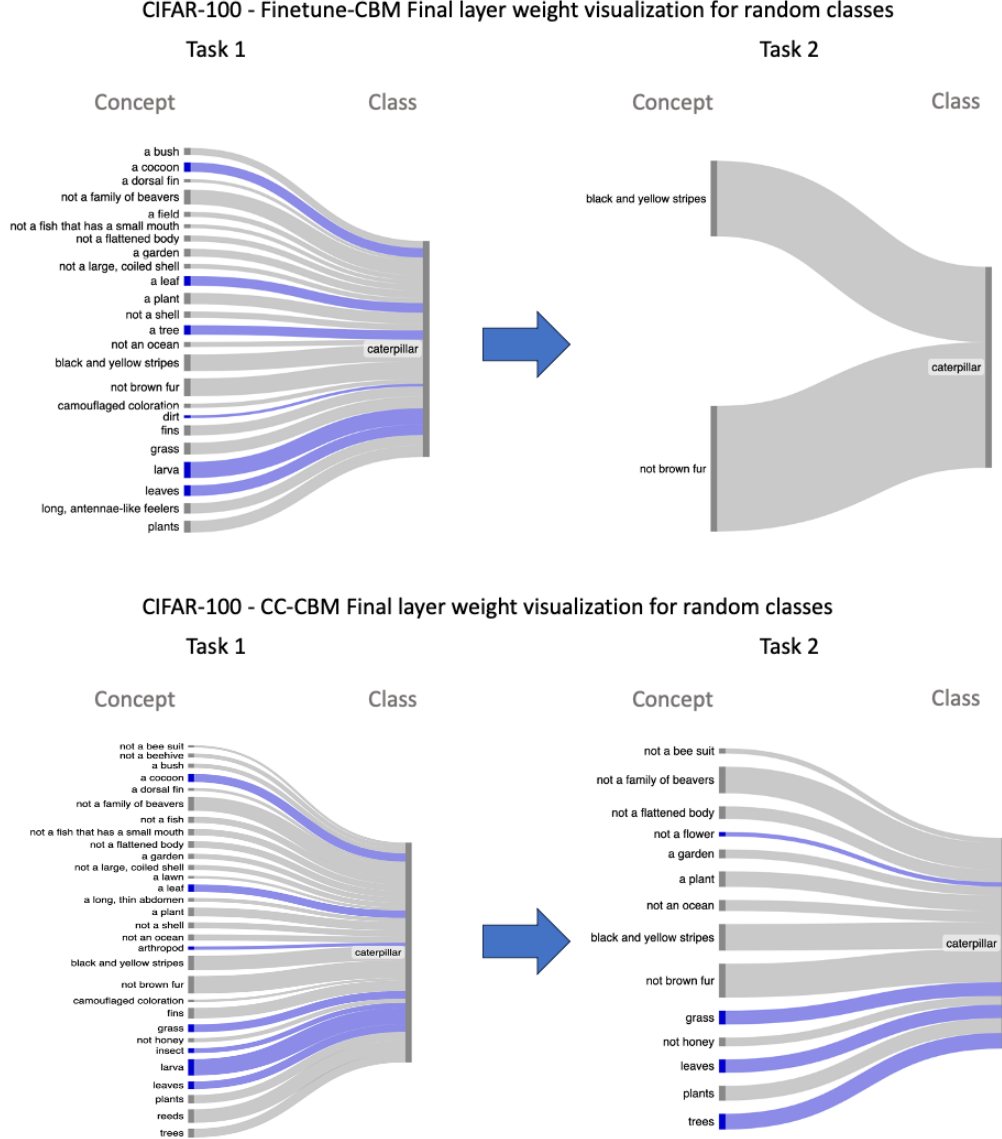 CIFAR-100 - Finetune-CBM Final layer weight visualization for random classes
Task 1
Task 2
Concept
Class
Concept
Class
a bush
a cocoon
a dorsal fin
not a family of beavers
a field
not a fish that has a small mouth
not a flattened body
a garden
not a large, coiled shell
a leaf
a plant
not a shell
a tree
not an ocean
black and yellow stripes
not brown fur
camouflaged coloration
dirt
fins
grass
larva
leaves
long, antennae-like feelers
plants
caterpillar
black and yellow stripes
not brown fur
caterpillar
CIFAR-100 - CC-CBM Final layer weight visualization for random classes
Task 1
Task 2
Concept
Class
Concept
Class
not a bee suit
not a beehive
a bush
a cocoon
a dorsal fin
not a family of beavers
not a fish
not a fish that has a small mouth
not a flattened body
a garden
not a large, coiled shell
a lawn
a leaf
a long, thin abdomen
a plant
not a shell
not an ocean
arthropod
black and yellow stripes
not brown fur
camouflaged coloration
fins
grass
not honey
insect
larva
leaves
plants
reeds
trees
caterpillar
not a bee suit
not a family of beavers
not a flattened body
not a flower
a garden
a plant
not an ocean
black and yellow stripes
not brown fur
grass
not honey
leaves
plants
trees
caterpillar